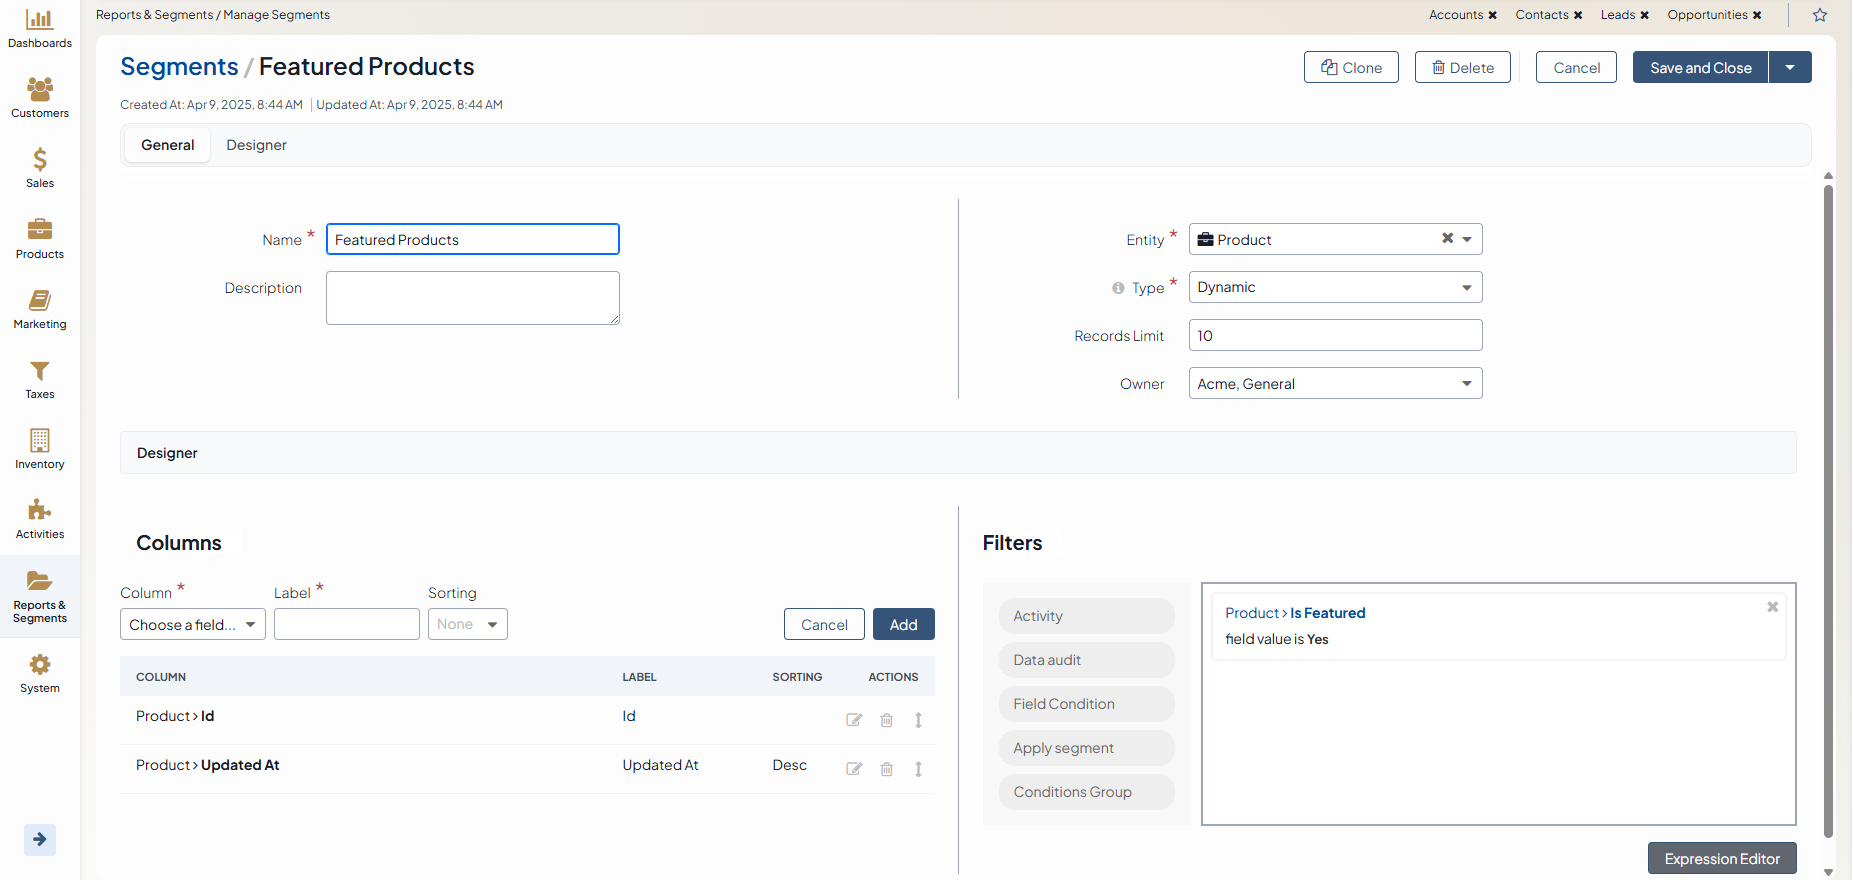 Reports & Segments / Manage Segments
Accounts ✖ Contacts ✖ Leads ✖ Opportunities ✖
Dashboards
Customers
Sales
Products
Marketing
Taxes
Inventory
Activities
Reports &
Segments
System
Segments / Featured Products
Clone Delete Cancel Save and Close
Created At: Apr 9, 2025, 8:44 AM | Updated At: Apr 9, 2025, 8:44 AM
General Designer
Name * Featured Products
Description
Entity * Product
Type * Dynamic
Records Limit 10
Owner Acme, General
Designer
Columns
Column * Label * Sorting
Choose a field... None Cancel Add
COLUMN LABEL SORTING ACTIONS
Product > Id Id
Product > Updated At Updated At Desc
Filters
Activity
Data audit
Field Condition
Apply segment
Conditions Group
Product > Is Featured
field value is Yes
Expression Editor